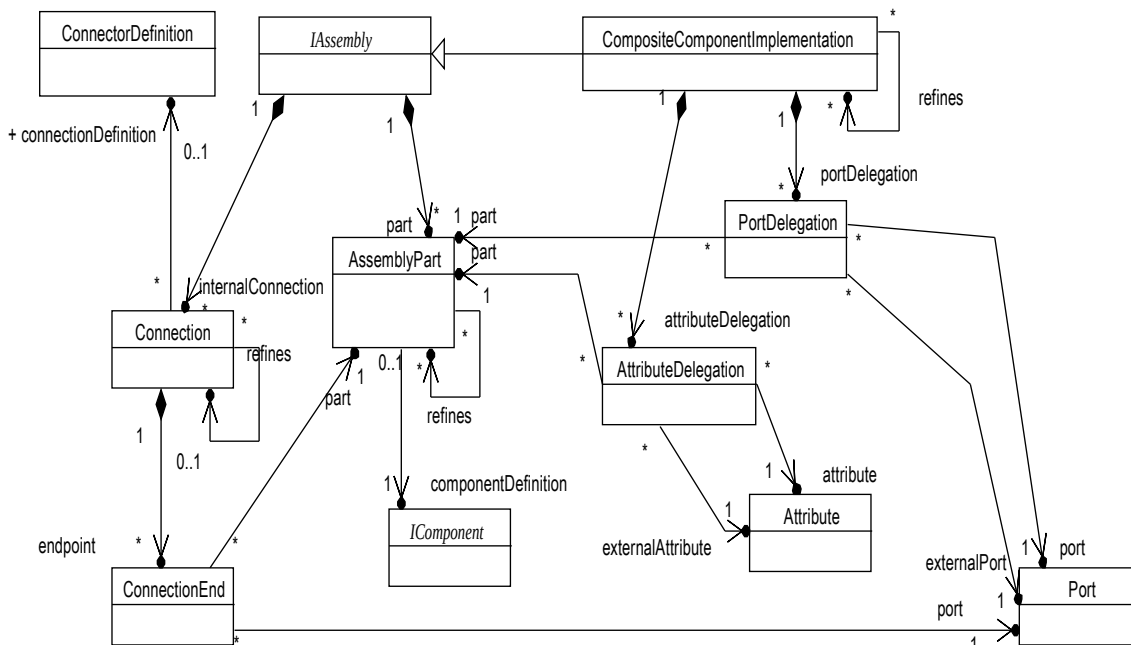 ConnectorDefinition
IAssembly
CompositeComponentImplementation
*
1
1
1
1
*
refines
+ connectionDefinition
0..1
portDelegation
*
part
*
1
part
PortDelegation
*
*
*
AssemblyPart
part
1
*
internalConnection
*
*
Connection
refines
*
attributeDelegation
*
AttributeDelegation
*
*
*
0..1
1
part
*
*
refines
1
0..1
componentDefinition
1
IComponent
1
attribute
1
externalAttribute
Attribute
endpoint
*
*
ConnectionEnd
*
externalPort
1
port
1
Port
port
1